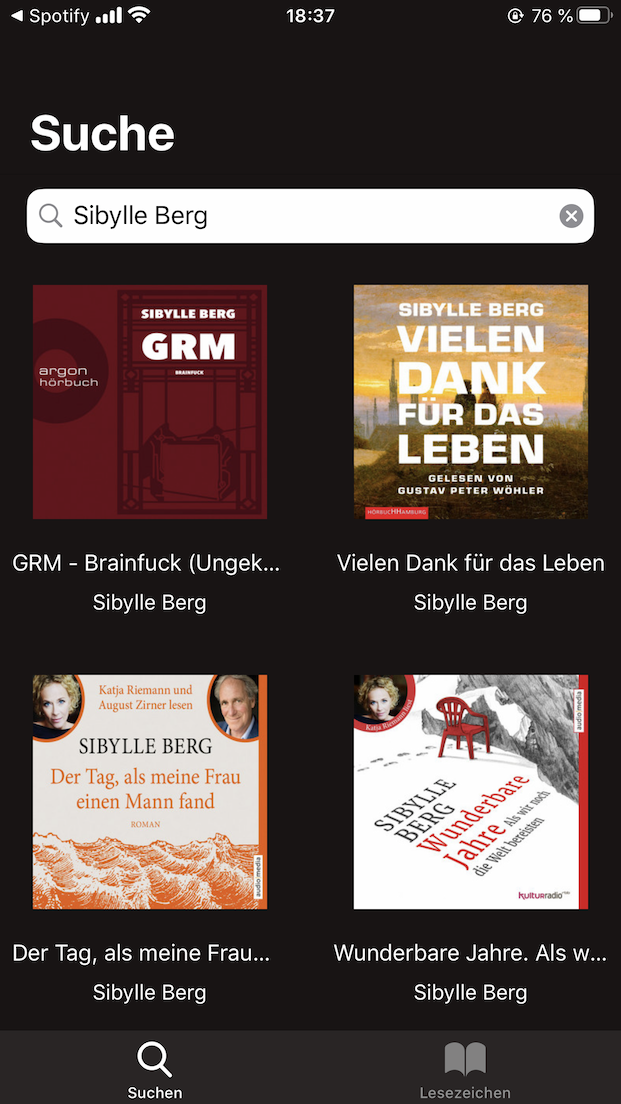 ◀ Spotify 18:37 76 %
Suche
Sibylle Berg
argon
hörbuch
SIBYLLE BERG
GRM
BRAINFUCK
SIBYLLE BERG
VIELEN
DANK
FÜR DAS
LEBEN
GELESEN VON
GUSTAV PETER WÖHLER
HÖRBUCHHAMBURG
GRM - Brainfuck (Ungek...
Sibylle Berg
Vielen Dank für das Leben
Sibylle Berg
Katja Riemann und
August Zirner lesen
SIBYLLE BERG
Der Tag, als meine Frau
einen Mann fand
ROMAN
audio media
Katja Riemann liest
audio media
SIBYLLE
BERG
Wunderbare
Jahre Als wir noch
die Welt bereisten
kulturradio
Der Tag, als meine Frau...
Sibylle Berg
Wunderbare Jahre. Als w...
Sibylle Berg
Suchen
Lesezeichen